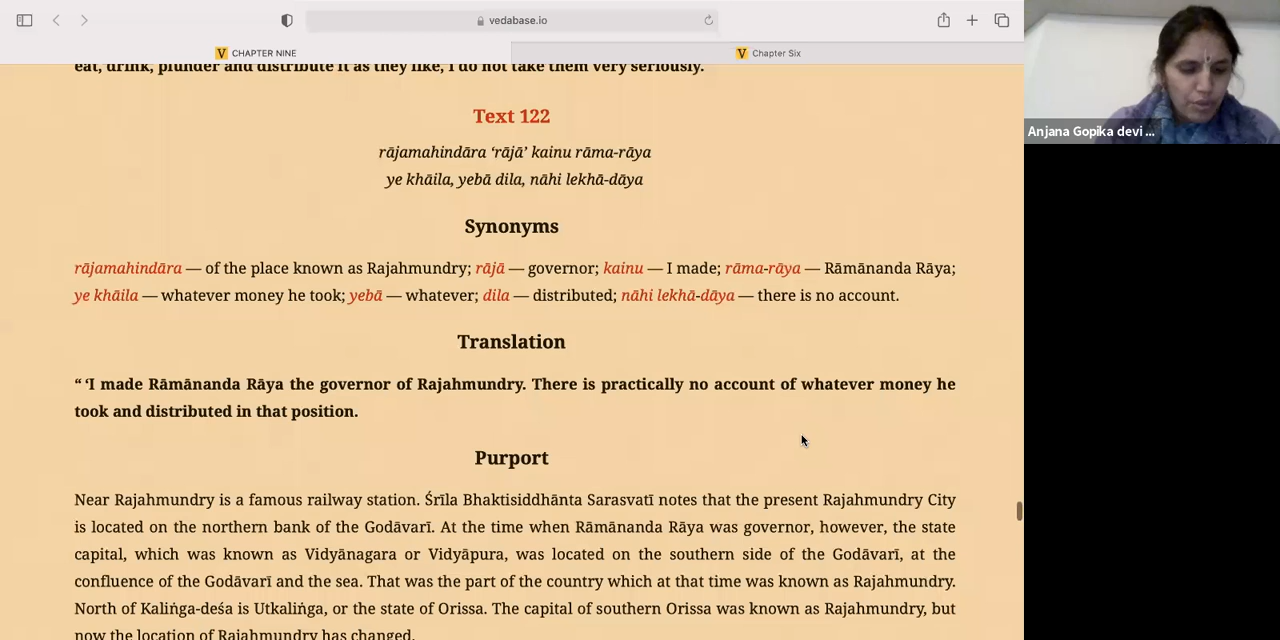 vedabase.io
CHAPTER NINE
Chapter Six
eat, drink, plunder and distribute it as they like, I do not take them very seriously.
Text 122
rājamahindāra ‘rājā’ kainu rāma-rāya
ye khāila, yebā dila, nāhi lekhā-dāya
Synonyms
rājamahindāra — of the place known as Rajahmundry; rājā — governor; kainu — I made; rāma-rāya — Rāmānanda Rāya;
ye khāila — whatever money he took; yebā — whatever; dila — distributed; nāhi lekhā-dāya — there is no account.
Translation
“ ‘I made Rāmānanda Rāya the governor of Rajahmundry. There is practically no account of whatever money he
took and distributed in that position.
Purport
Near Rajahmundry is a famous railway station. Śrīla Bhaktisiddhānta Sarasvatī notes that the present Rajahmundry City
is located on the northern bank of the Godāvarī. At the time when Rāmānanda Rāya was governor, however, the state
capital, which was known as Vidyānagara or Vidyāpura, was located on the southern side of the Godāvarī, at the
confluence of the Godāvarī and the sea. That was the part of the country which at that time was known as Rajahmundry.
North of Kaliṅga-deśa is Utkaliṅga, or the state of Orissa. The capital of southern Orissa was known as Rajahmundry, but
now the location of Rajahmundry has changed.
Anjana Gopika devi ...